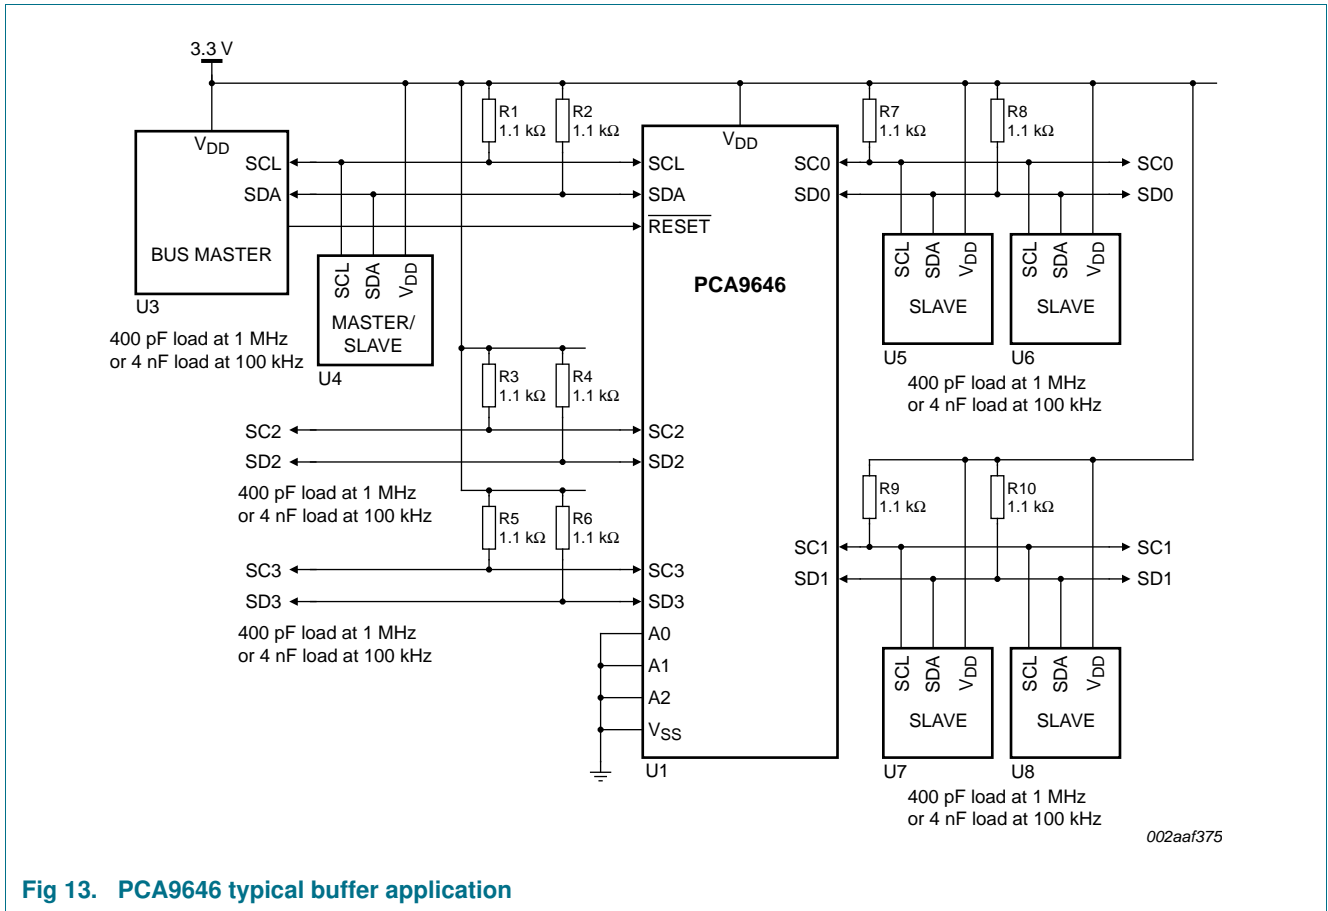 3.3 V
VDD
SCL
SDA
BUS MASTER
U3
400 pF load at 1 MHz
or 4 nF load at 100 kHz
SCL
SDA
VDD
MASTER/
SLAVE
U4
R1
1.1 kΩ
R2
1.1 kΩ
R3
1.1 kΩ
R4
1.1 kΩ
SC2
SD2
400 pF load at 1 MHz
or 4 nF load at 100 kHz
R5
1.1 kΩ
R6
1.1 kΩ
SC3
SD3
400 pF load at 1 MHz
or 4 nF load at 100 kHz
VDD
SCL
SDA
RESET
PCA9646
SC2
SD2
SC3
SD3
A0
A1
A2
VSS
SC0
SD0
SC1
SD1
U1
R7
1.1 kΩ
R8
1.1 kΩ
SC0
SD0
SCL
SDA
VDD
SLAVE
U5
SCL
SDA
VDD
SLAVE
U6
400 pF load at 1 MHz
or 4 nF load at 100 kHz
R9
1.1 kΩ
R10
1.1 kΩ
SC1
SD1
SCL
SDA
VDD
SLAVE
U7
SCL
SDA
VDD
SLAVE
U8
400 pF load at 1 MHz
or 4 nF load at 100 kHz
002aaf375
Fig 13. PCA9646 typical buffer application